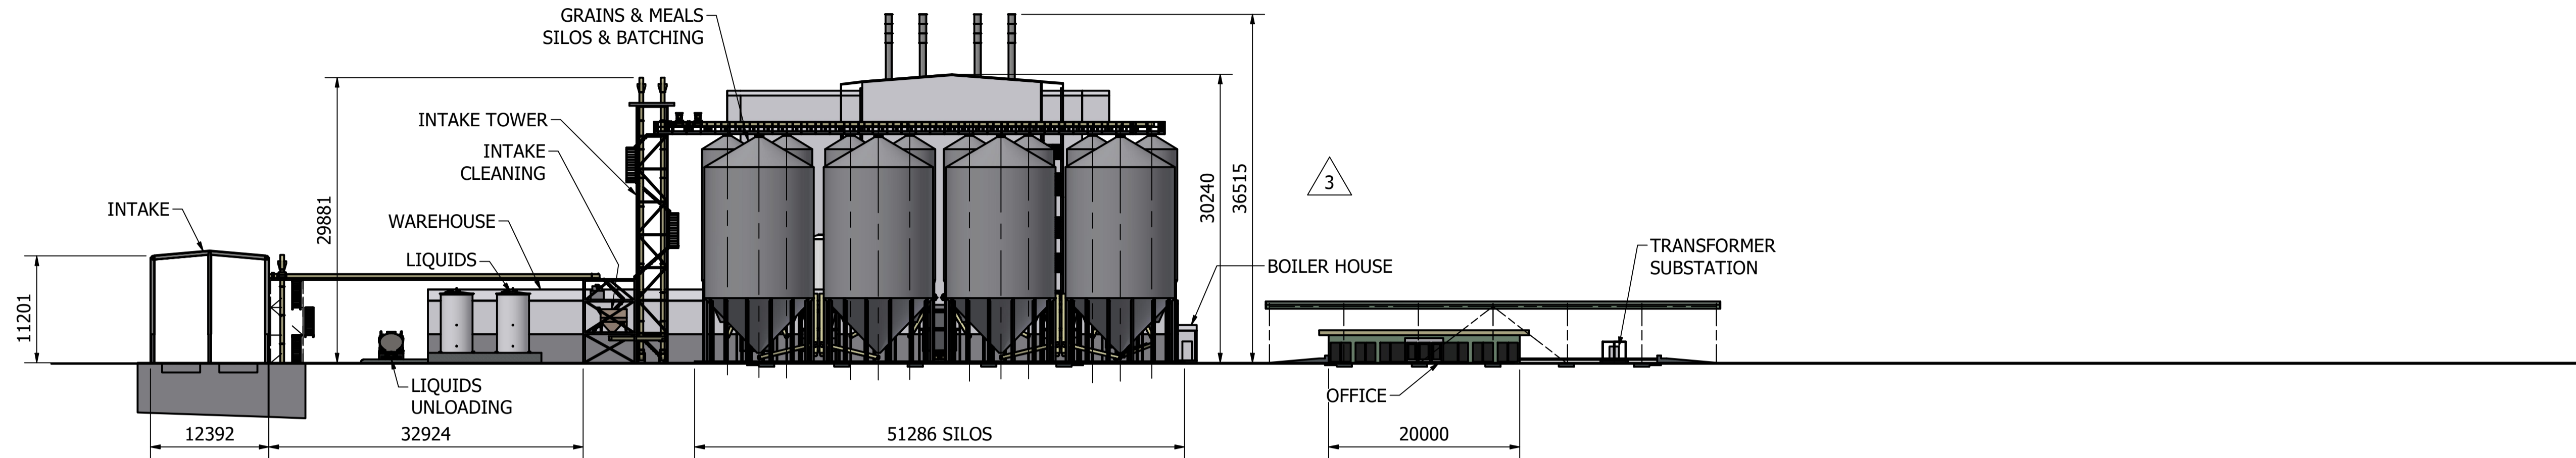 GRAINS & MEALS
SILOS & BATCHING
INTAKE TOWER
INTAKE
CLEANING
INTAKE
WAREHOUSE
LIQUIDS
29881
11201
30240
36515
3
BOILER HOUSE
TRANSFORMER
SUBSTATION
LIQUIDS
UNLOADING
OFFICE
12392
32924
51286 SILOS
20000